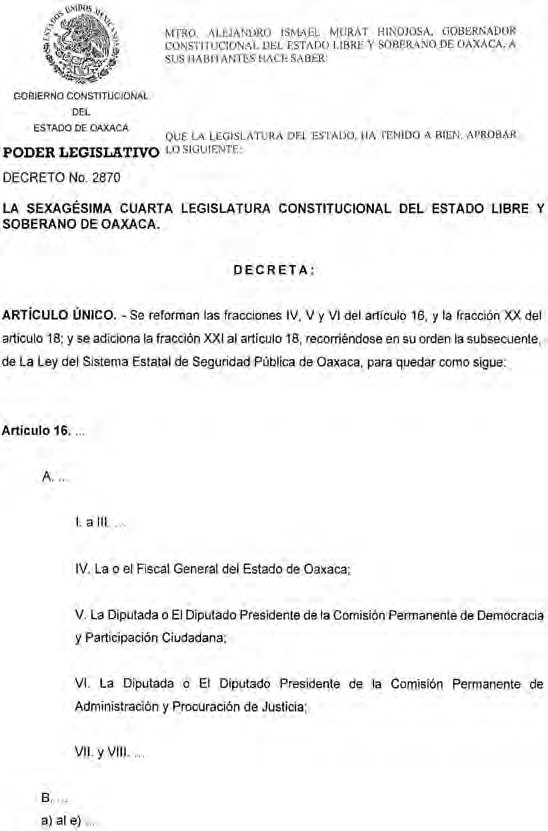 ESTADOS UNIDOS MEXICANOS
MTRO. ALEJANDRO ISMAEL MURAT HINOJOSA, GOBERNADOR
CONSTITUCIONAL DEL ESTADO LIBRE Y SOBERANO DE OAXACA, A
SUS HABITANTES HACE SABER:
GOBIERNO CONSTITUCIONAL
DEL
ESTADO DE OAXACA
PODER LEGISLATIVO
QUE LA LEGISLATURA DEL ESTADO, HA TENIDO A BIEN, APROBAR
LO SIGUIENTE:
DECRETO No. 2870
LA SEXAGÉSIMA CUARTA LEGISLATURA CONSTITUCIONAL DEL ESTADO LIBRE Y
SOBERANO DE OAXACA.
DECRETA:
ARTÍCULO ÚNICO. - Se reforman las fracciones IV, V y VI del artículo 16, y la fracción XX del
artículo 18; y se adiciona la fracción XXI al artículo 18, recorriéndose en su orden la subsecuente,
de La Ley del Sistema Estatal de Seguridad Pública de Oaxaca, para quedar como sigue:
Artículo 16. ...
A. ...
I. a III. ...
IV. La o el Fiscal General del Estado de Oaxaca;
V. La Diputada o El Diputado Presidente de la Comisión Permanente de Democracia
y Participación Ciudadana;
VI. La Diputada o El Diputado Presidente de la Comisión Permanente de
Administración y Procuración de Justicia;
VII. y VIII. ...
B. ...
a) al e) ...